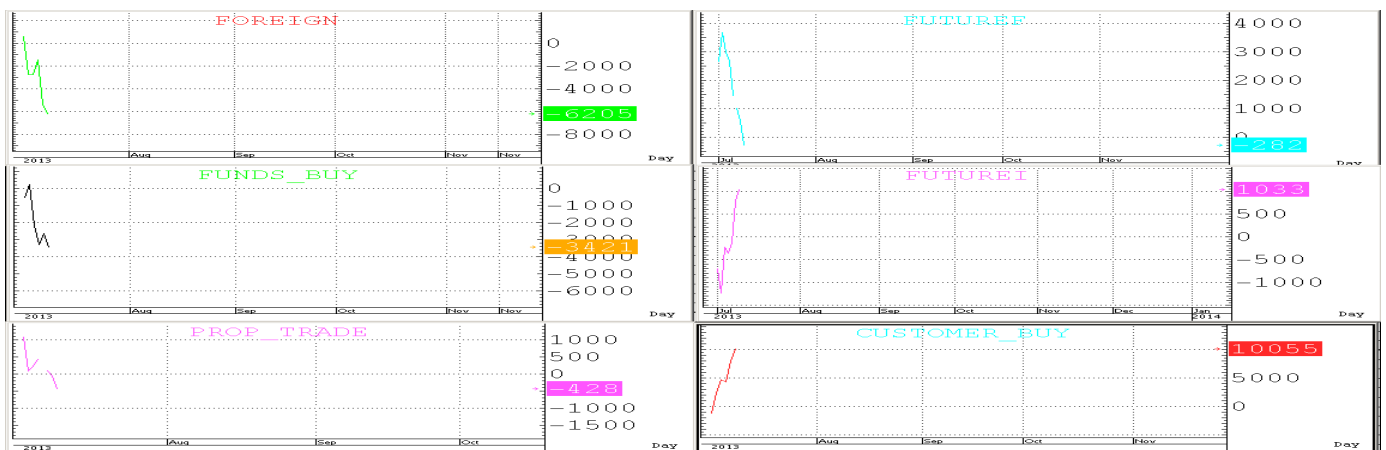 FOREIGN
0
-2000
-4000
-6205
-8000
2013 Aug Sep Oct Nov Nov Day
FUTUREF
4000
3000
2000
1000
0
-282
Jul Aug Sep Oct Nov Day
FUNDS_BUY
0
-1000
-2000
-3000
-3421
-4000
-5000
-6000
2013 Aug Sep Oct Nov Nov Day
FUTUREI
1033
500
0
-500
-1000
Jul Aug Sep Oct Nov Dec Jan
2013 2014 Day
PROP_TRADE
1000
500
0
-428
-1000
-1500
2013 Aug Sep Oct Day
CUSTOMER_BUY
10055
5000
0
2013 Aug Sep Oct Nov Day